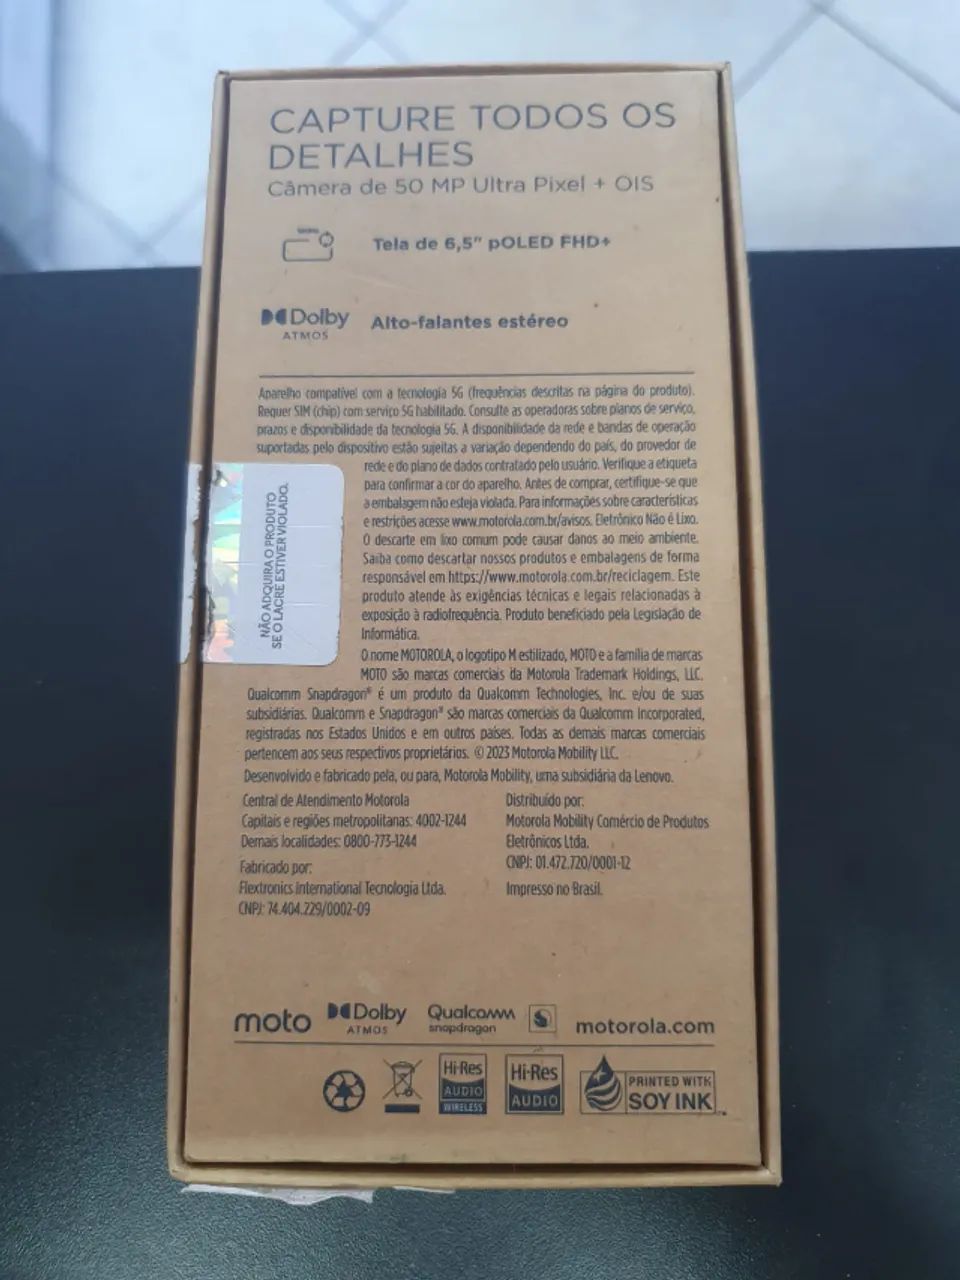 CAPTURE TODOS OS
DETALHES
Câmera de 50 MP Ultra Pixel + OIS
Tela de 6,5" pOLED FHD+
Dolby
ATMOS
Alto-falantes estéreo
Aparelho compatível com a tecnologia 5G (frequências descritas na página do produto).
Requer SIM (chip) com serviço 5G habilitado. Consulte as operadoras sobre planos de serviço,
prazos e disponibilidade da tecnologia 5G. A disponibilidade da rede e bandas de operação
suportadas pelo dispositivo estão sujeitas a variação dependendo do país, do provedor de
rede e do plano de dados contratado pelo usuário. Verifique a etiqueta
para confirmar a cor do aparelho. Antes de comprar, certifique-se que
a embalagem não esteja violada. Para informações sobre características
e restrições acesse www.motorola.com.br/avisos. Eletrônico Não é Lixo.
O descarte em lixo comum pode causar danos ao meio ambiente.
Saiba como descartar nossos produtos e embalagens de forma
responsável em https://www.motorola.com.br/reciclagem. Este
produto atende às exigências técnicas e legais relacionadas à
exposição à radiofrequência. Produto beneficiado pela Legislação de
Informática.
NÃO ADQUIRA O PRODUTO
SE O LACRE ESTIVER VIOLADO.
O nome MOTOROLA, o logotipo M estilizado, MOTO e a família de marcas
MOTO são marcas comerciais da Motorola Trademark Holdings, LLC.
Qualcomm Snapdragon® é um produto da Qualcomm Technologies, Inc. e/ou de suas
subsidiárias. Qualcomm e Snapdragon® são marcas comerciais da Qualcomm Incorporated,
registradas nos Estados Unidos e em outros países. Todas as demais marcas comerciais
pertencem aos seus respectivos proprietários. © 2023 Motorola Mobility LLC.
Desenvolvido e fabricado pela, ou para, Motorola Mobility, uma subsidiária da Lenovo.
Central de Atendimento Motorola
Capitais e regiões metropolitanas: 4002-1244
Demais localidades: 0800-773-1244
Fabricado por:
Flextronics International Tecnologia Ltda.
CNPJ: 74.404.229/0002-09
Distribuído por:
Motorola Mobility Comércio de Produtos
Eletrônicos Ltda.
CNPJ: 01.472.720/0001-12
Impresso no Brasil.
moto
Dolby
ATMOS
Qualcomm
snapdragon
motorola.com
Hi-Res
AUDIO
WIRELESS
Hi-Res
AUDIO
PRINTED WITH
SOY INK